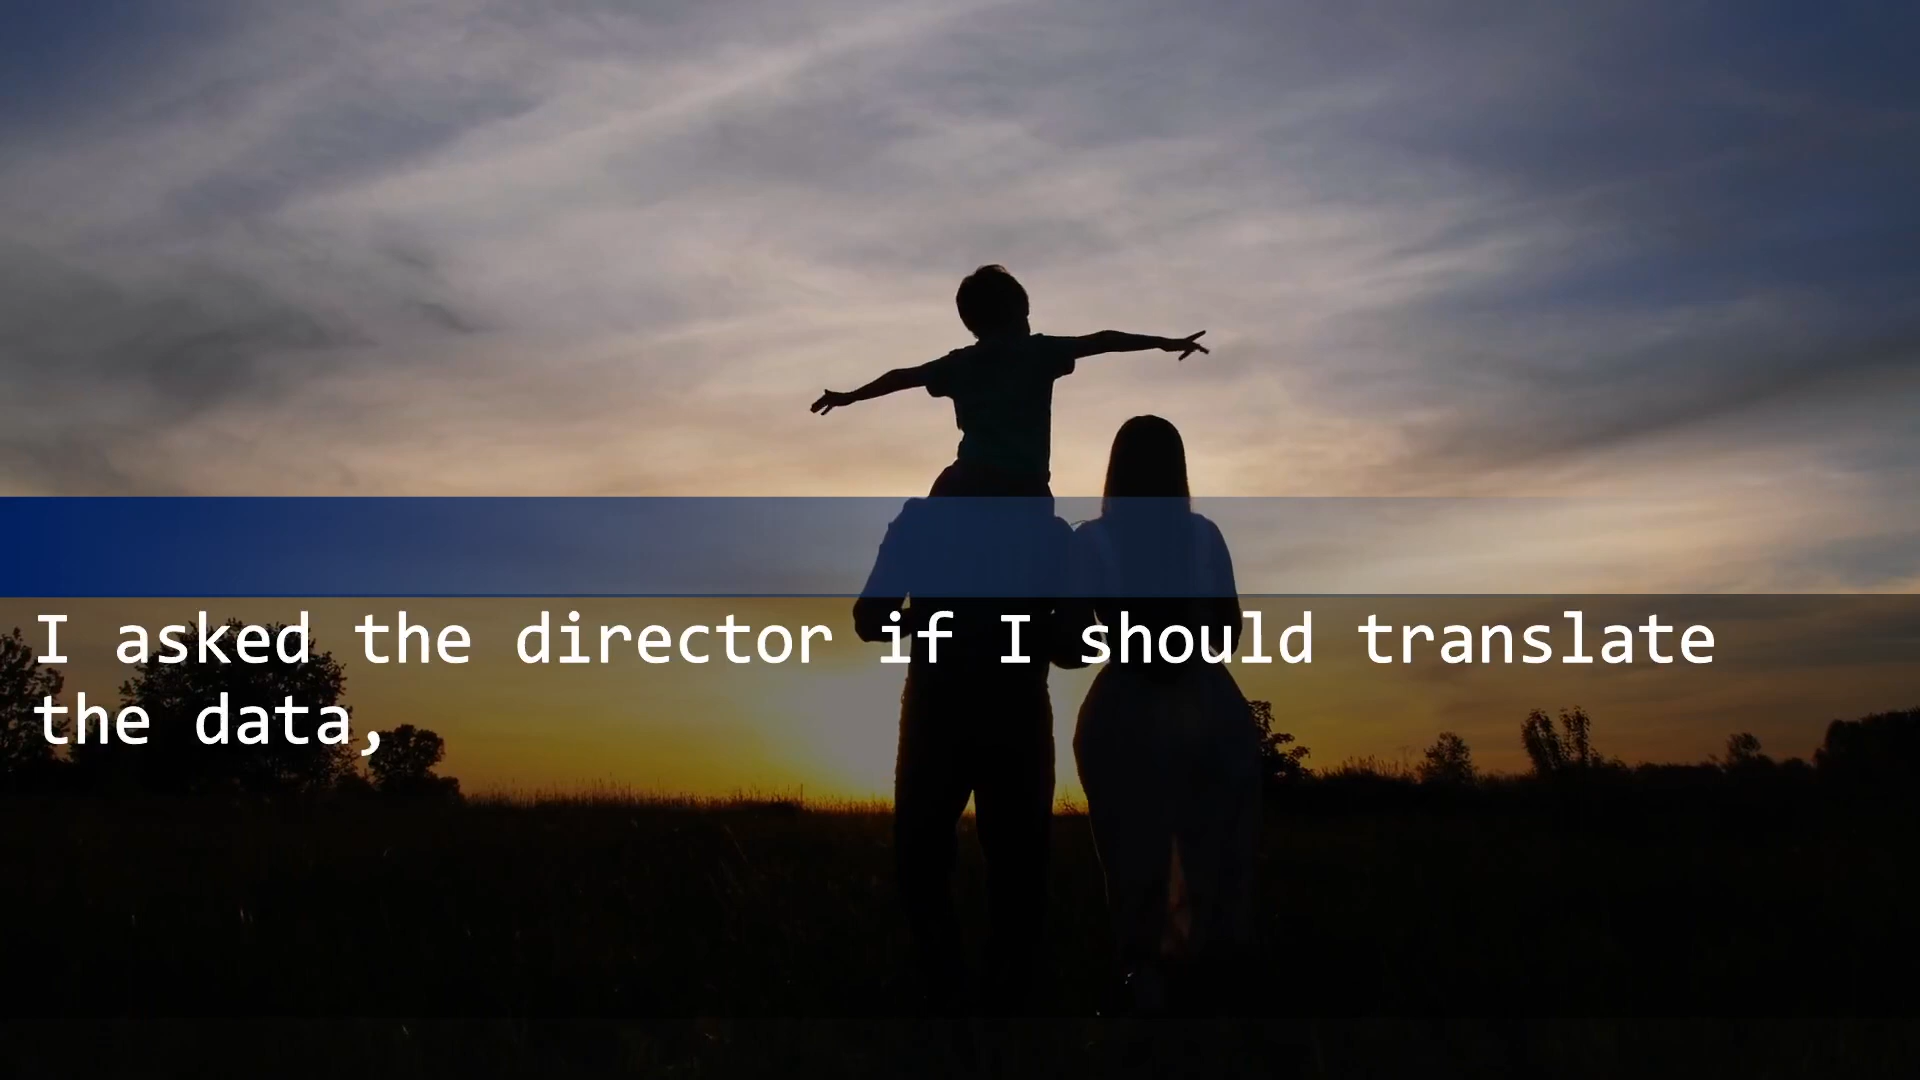 I asked the director if I should translate
the data,